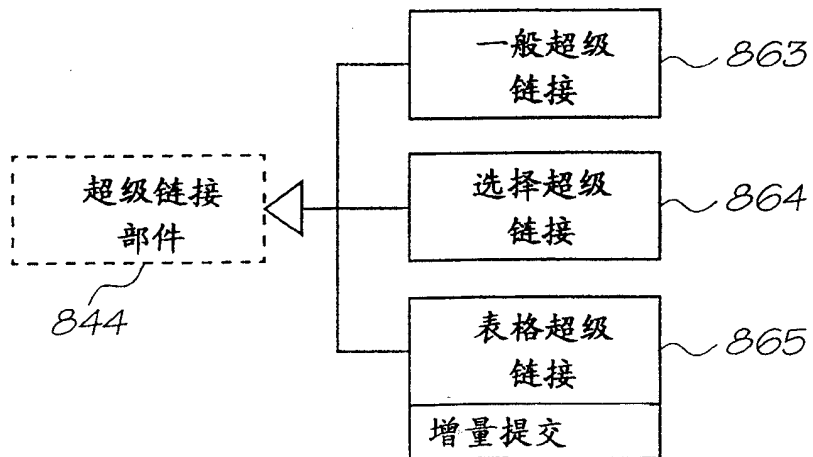 一般超级
链接
863
超级链接
部件
844
选择超级
链接
864
表格超级
链接
865
增量提交